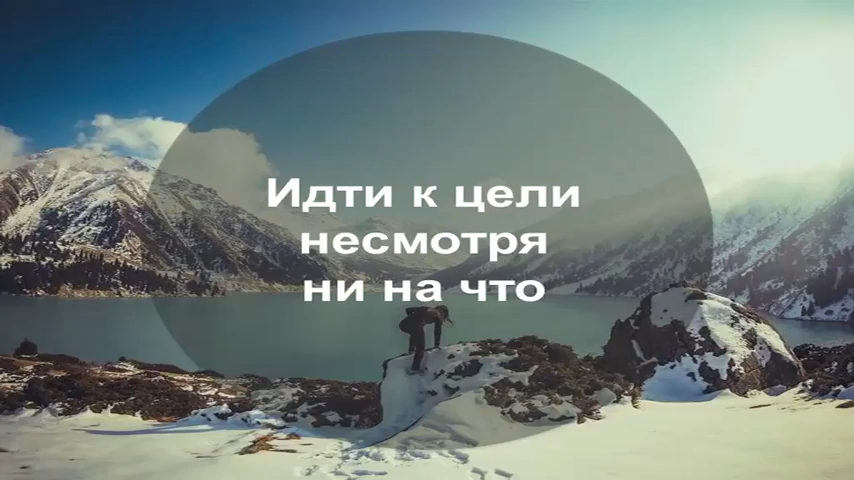 Идти к цели
несмотря
ни на что